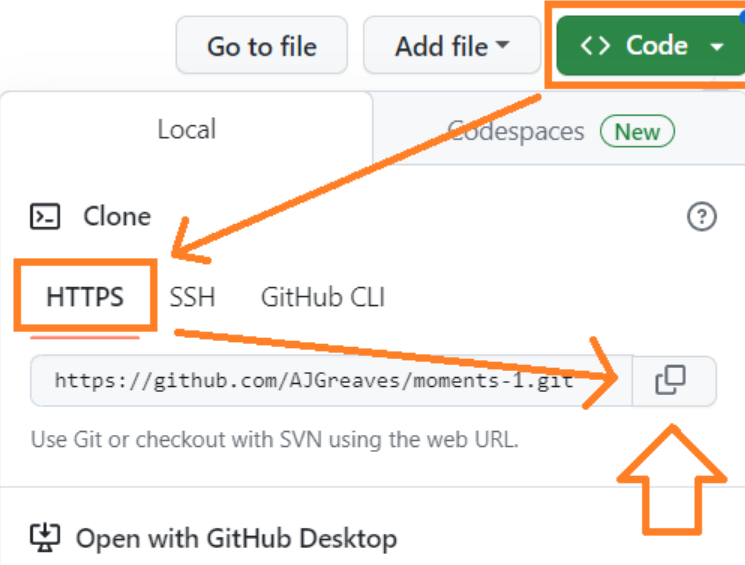 Go to file Add file <> Code
Local Codespaces New
Clone
HTTPS SSH GitHub CLI
https://github.com/AJGreaves/moments-1.git
Use Git or checkout with SVN using the web URL.
Open with GitHub Desktop